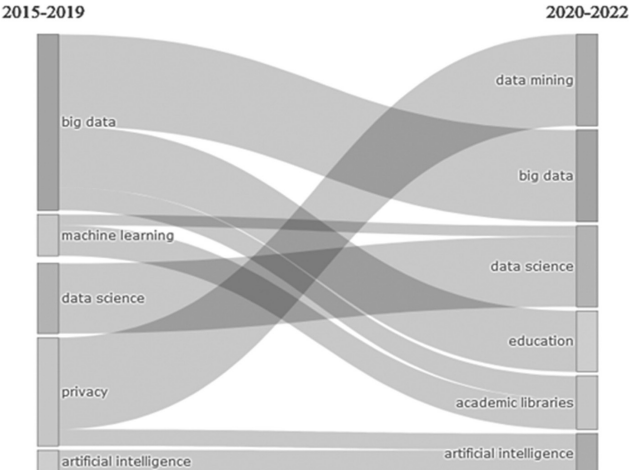 2015-2019
2020-2022
big data
machine learning
data science
privacy
artificial intelligence
data mining
big data
data science
education
academic libraries
artificial intelligence